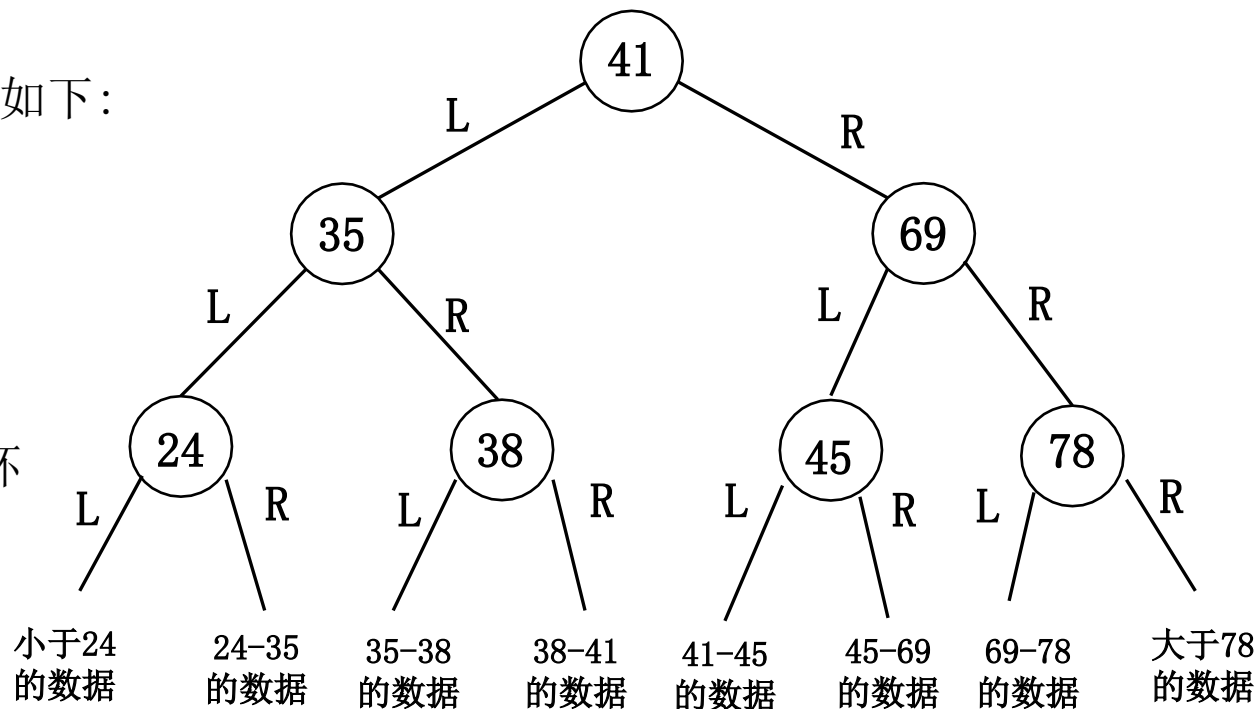 41
如下：
L
R
35
69
L
R
L
R
24
38
45
78
L
R
L
R
L
R
L
R
小于24
的数据
24-35
的数据
35-38
的数据
38-41
的数据
41-45
的数据
45-69
的数据
69-78
的数据
大于78
的数据